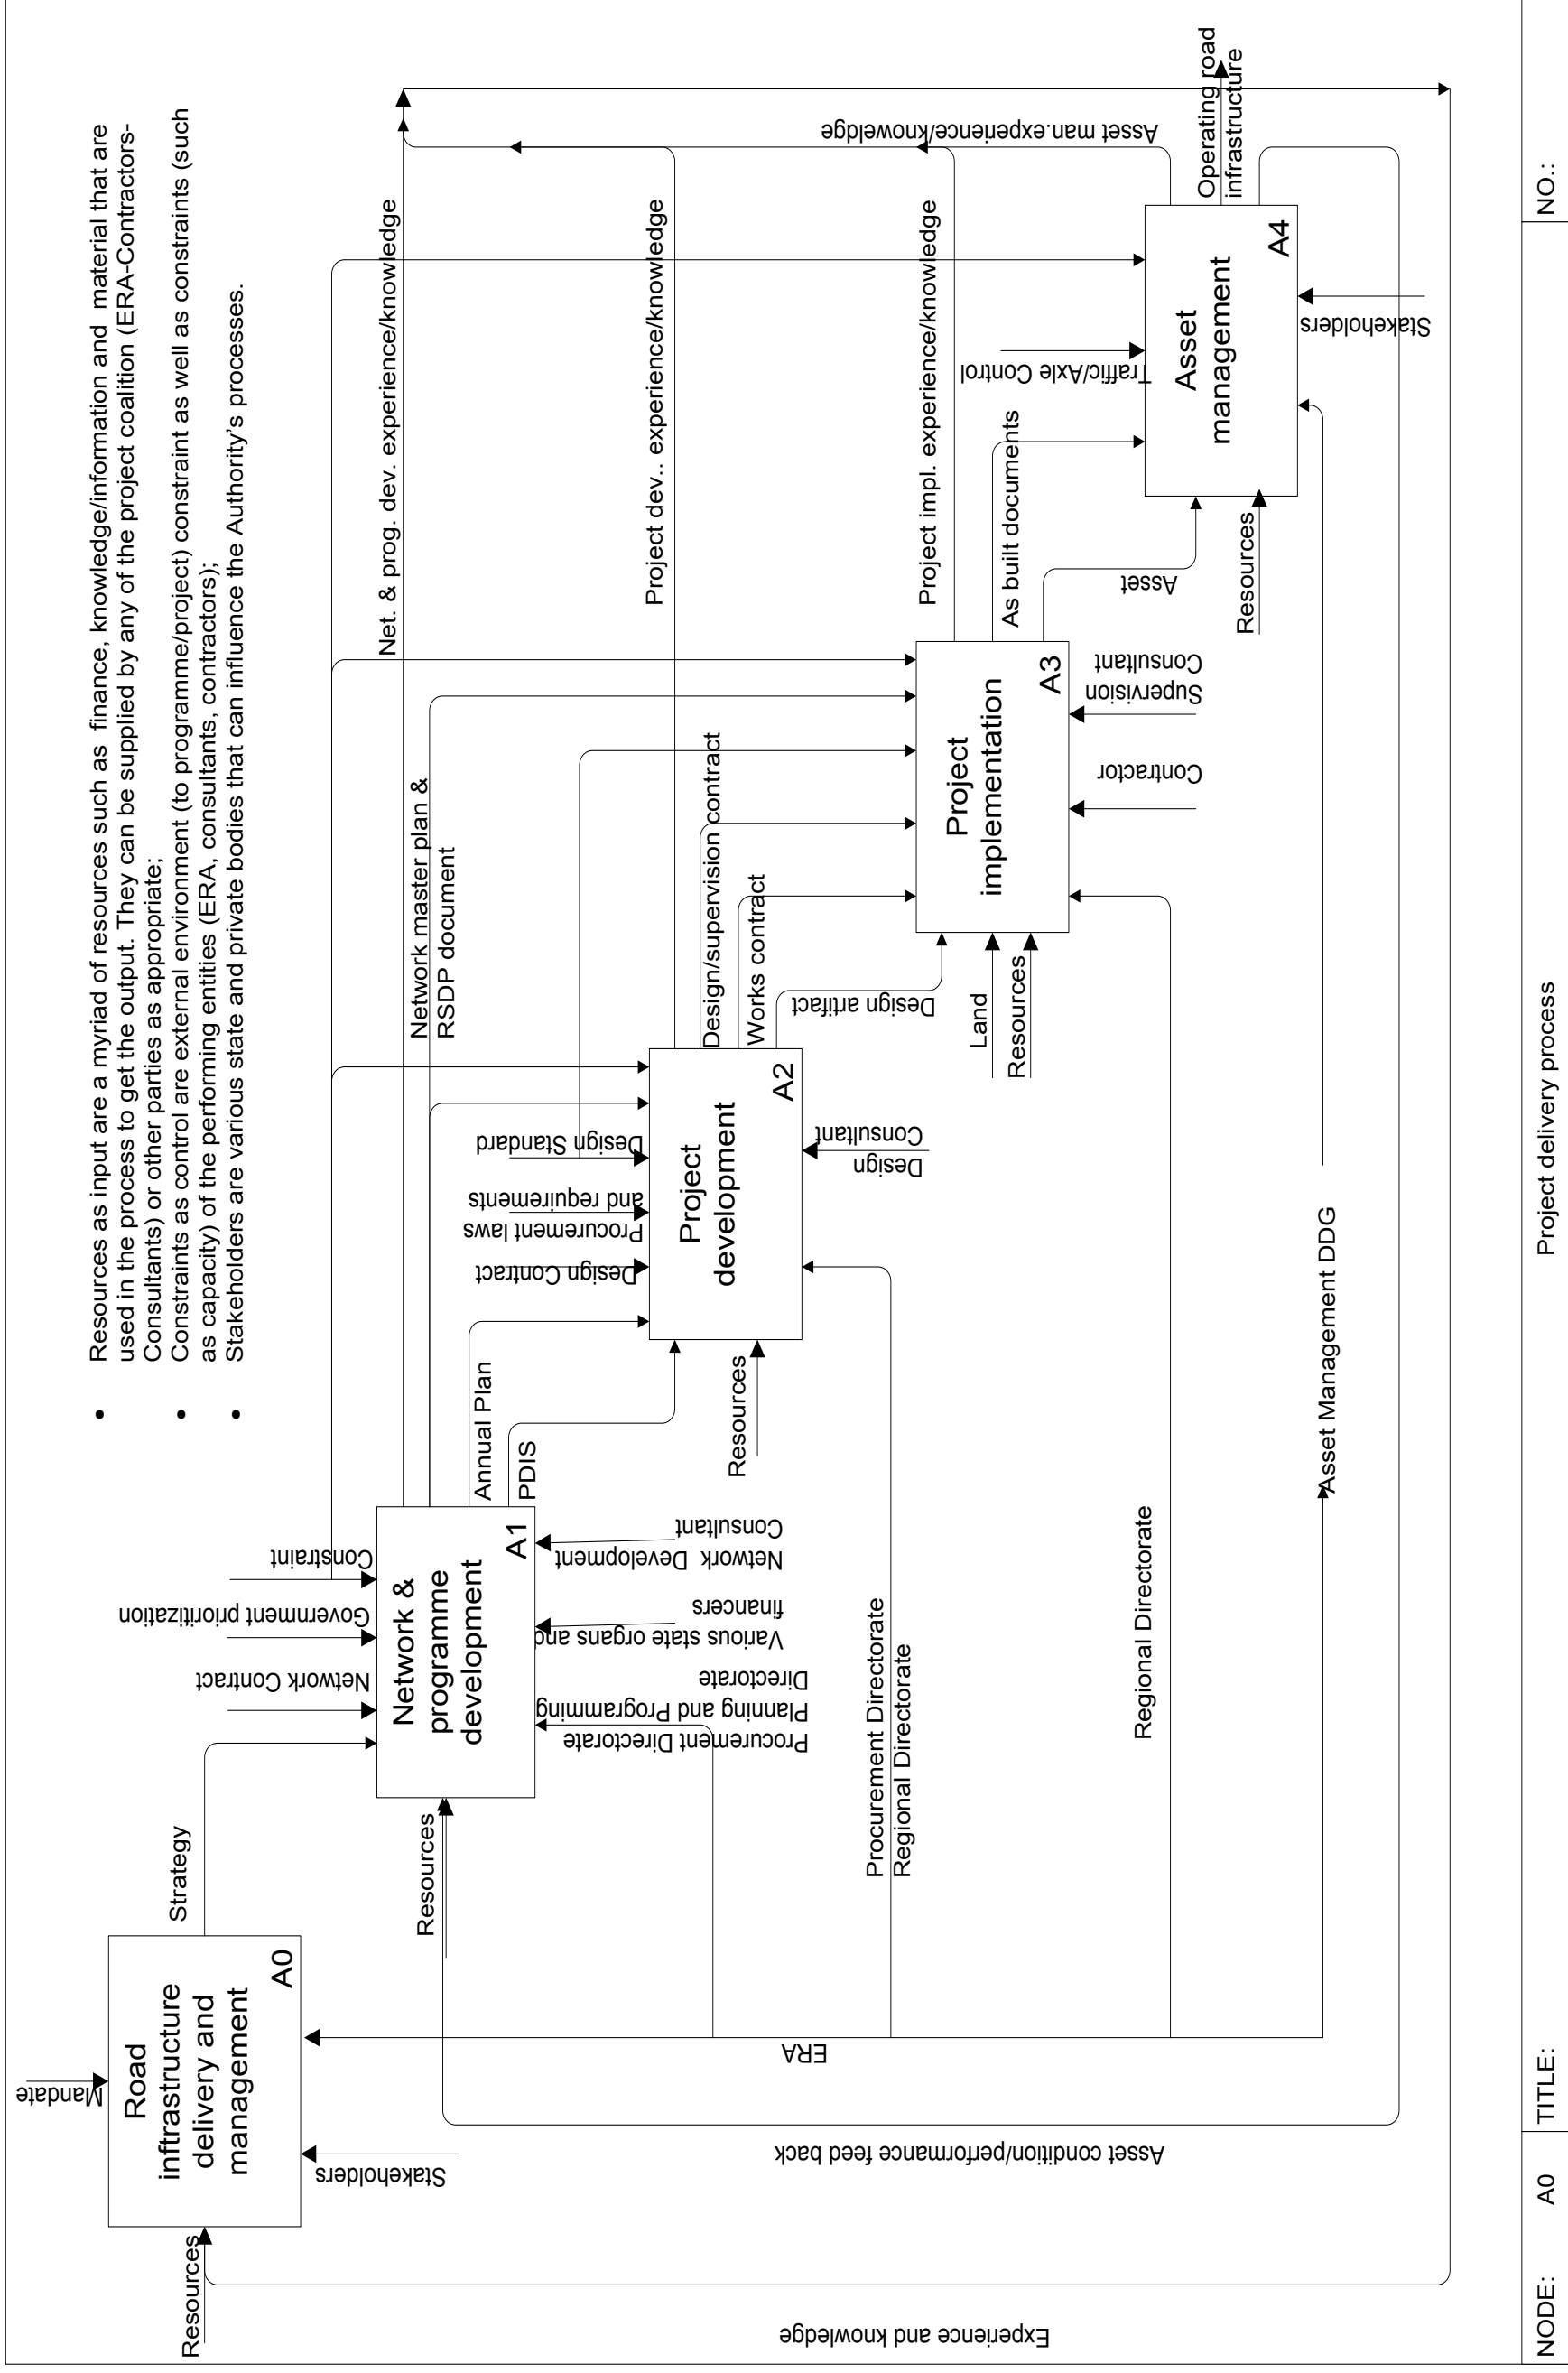 • Resources as input are a myriad of resources such as finance, knowledge/information and material that are
used in the process to get the output. They can be supplied by any of the project coalition (ERA-Contractors-
Consultants) or other parties as appropriate;
• Constraints as control are external environment (to programme/project) constraint as well as constraints (such
as capacity) of the performing entities (ERA, consultants, contractors);
• Stakeholders are various state and private bodies that can influence the Authority's processes.
Mandate
Resources
Road
inftrastructure
delivery and
management
A0
Stakeholders
Strategy
Network Contract
Government prioritization
Constraint
Resources
Network &
programme
development
A1
Procurement Directorate
Planning and Programming
Directorate
Various state organs and
financers
Network Development
Consultant
Net. & prog. dev. experience/knowledge
Network master plan &
RSDP document
Annual Plan
PDIS
Design Contract
Procurement laws
and requirements
Design Standard
Resources
Project
development
A2
Design
Consultant
Procurement Directorate
Regional Directorate
Project dev.. experience/knowledge
Design/supervision contract
Works contract
Design artifact
Land
Resources
Project
implementation
A3
Contractor
Supervision
Consultant
Regional Directorate
Project impl. experience/knowledge
As built documents
Asset
Traffic/Axle Control
Resources
Asset
management
A4
Stakeholders
Asset Management DDG
Asset man.experience/knoweldge
Operating road
infrastructure
ERA
Asset condition/performance feed back
Experience and knowledge
NODE:
A0
TITLE:
Project delivery process
NO.: